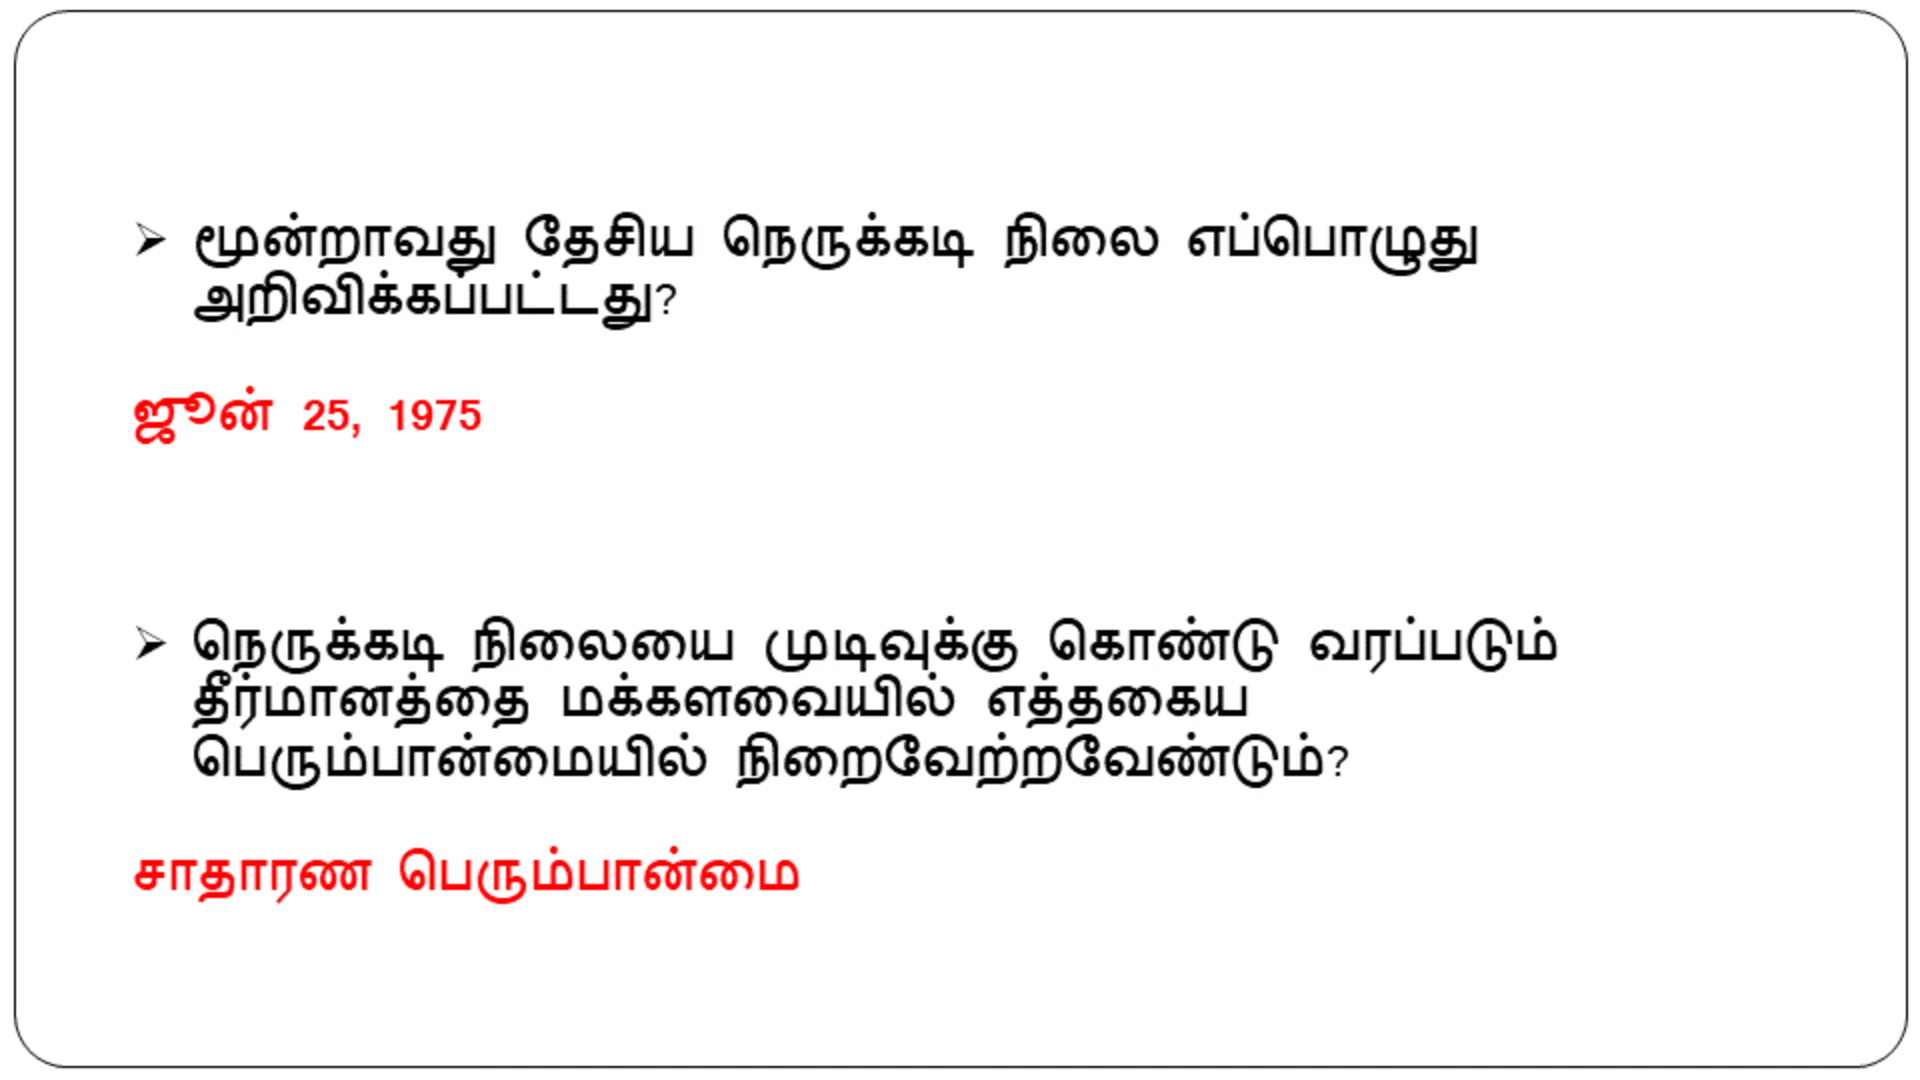 ➢ மூன்றாவது தேசிய நெருக்கடி நிலை எப்பொழுது
அறிவிக்கப்பட்டது?
ஜூன் 25, 1975
➢ நெருக்கடி நிலையை முடிவுக்கு கொண்டு வரப்படும்
தீர்மானத்தை மக்களவையில் எத்தகைய
பெரும்பான்மையில் நிறைவேற்றவேண்டும்?
சாதாரண பெரும்பான்மை